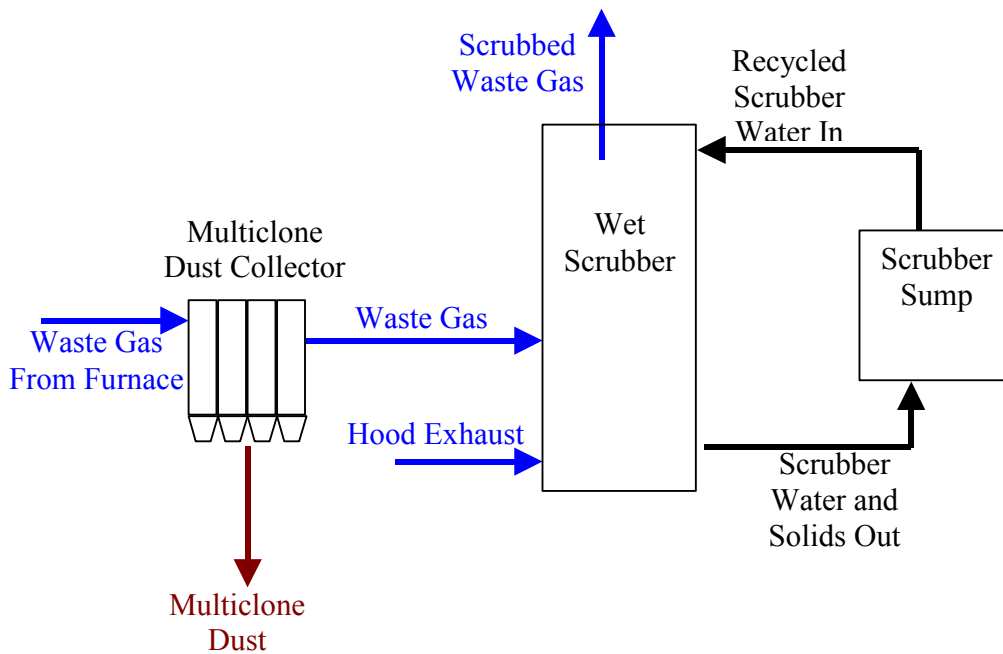 Scrubbed
Waste Gas
Recycled
Scrubber
Water In
Wet
Scrubber
Scrubber
Sump
Multiclone
Dust Collector
Waste Gas
From Furnace
Waste Gas
Hood Exhaust
Scrubber
Water and
Solids Out
Multiclone
Dust